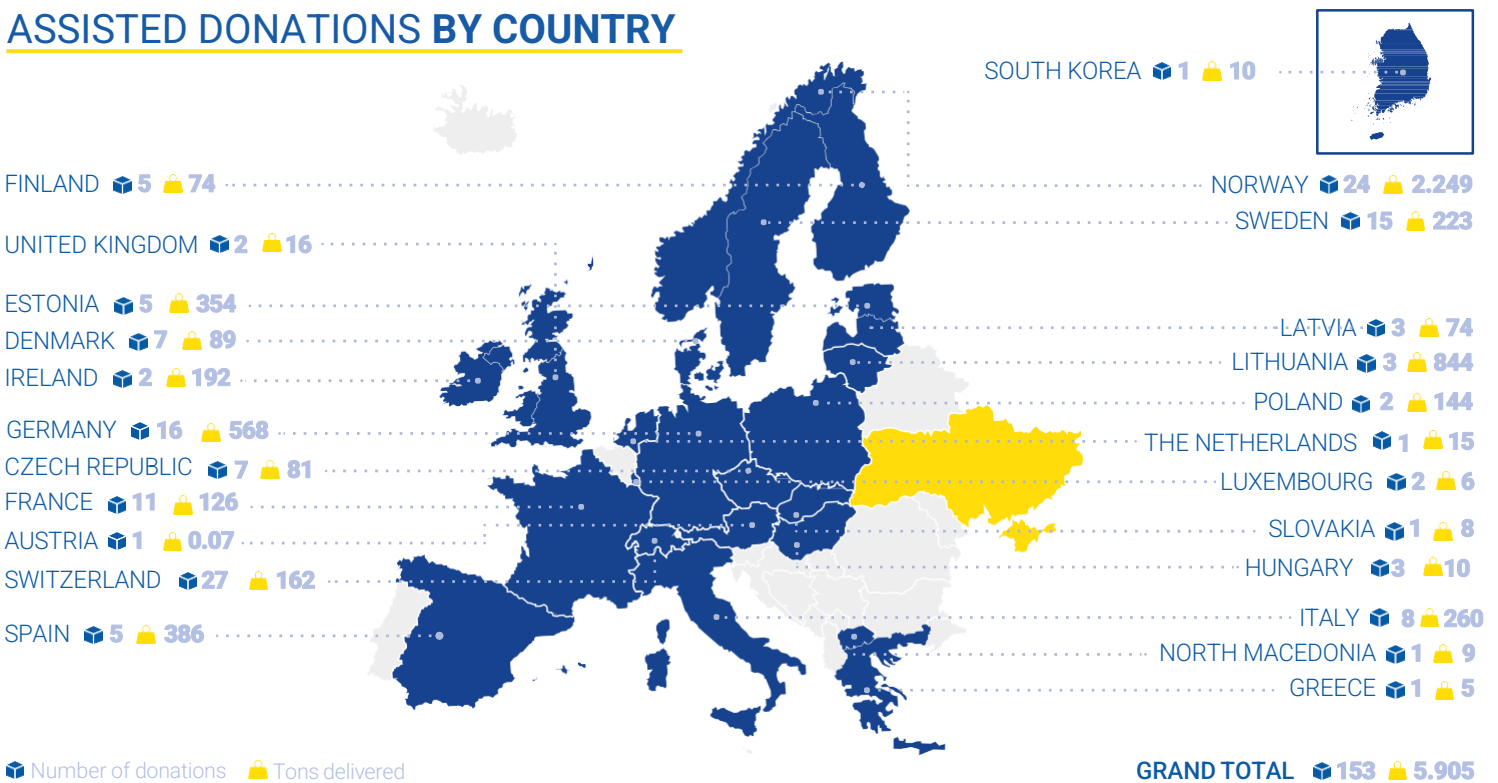 ASSISTED DONATIONS BY COUNTRY
SOUTH KOREA 1 10
FINLAND 5 74
UNITED KINGDOM 2 16
ESTONIA 5 354
DENMARK 7 89
IRELAND 2 192
GERMANY 16 568
CZECH REPUBLIC 7 81
FRANCE 11 126
AUSTRIA 1 0.07
SWITZERLAND 27 162
SPAIN 5 386
NORWAY 24 2.249
SWEDEN 15 223
LATVIA 3 74
LITHUANIA 3 844
POLAND 2 144
THE NETHERLANDS 1 15
LUXEMBOURG 2 6
SLOVAKIA 1 8
HUNGARY 3 10
ITALY 8 260
NORTH MACEDONIA 1 9
GREECE 1 5
Number of donations Tons delivered
GRAND TOTAL 153 5.905